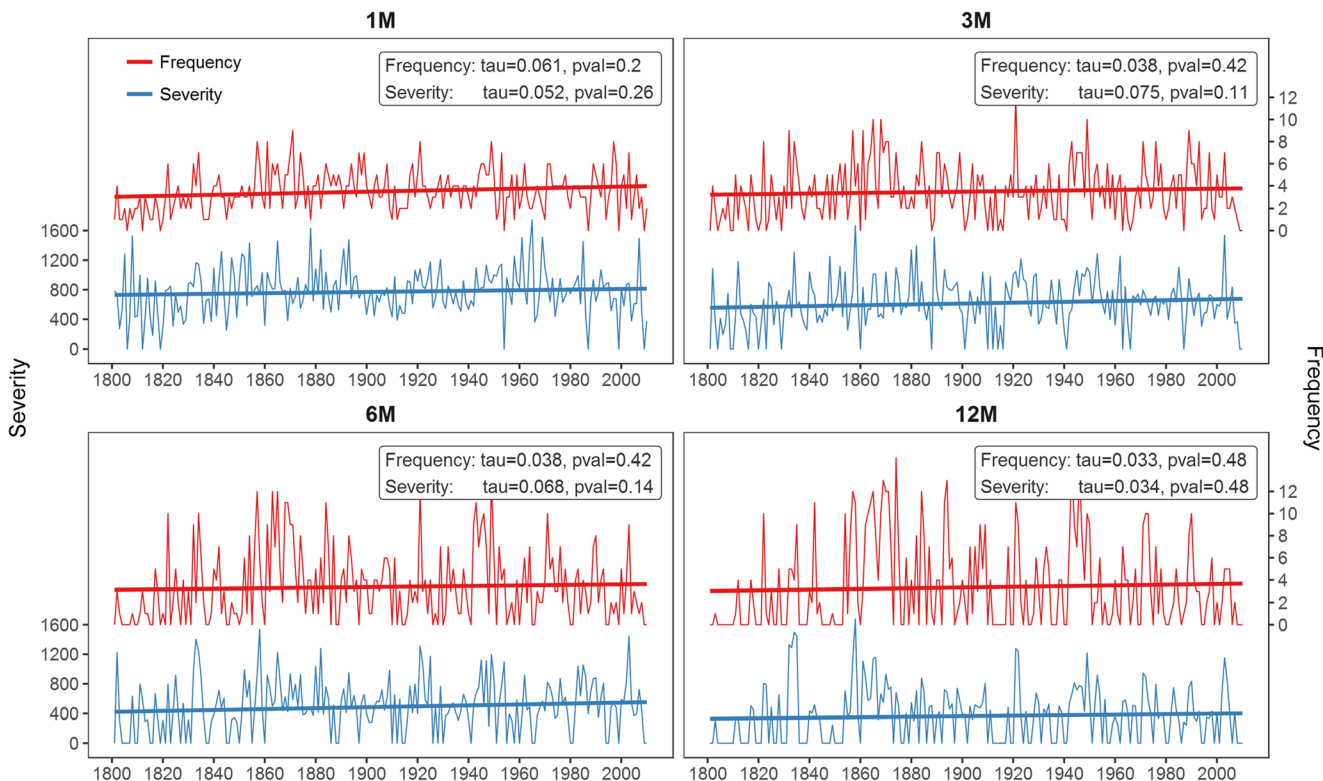 1M
3M
Frequency
Severity
Frequency: tau=0.061, pval=0.2
Severity: tau=0.052, pval=0.26
Frequency: tau=0.038, pval=0.42
Severity: tau=0.075, pval=0.11
1600
1200
800
400
0
12
10
8
6
4
2
0
1800 1820 1840 1860 1880 1900 1920 1940 1960 1980 2000
1800 1820 1840 1860 1880 1900 1920 1940 1960 1980 2000
Severity
Frequency
6M
12M
Frequency: tau=0.038, pval=0.42
Severity: tau=0.068, pval=0.14
Frequency: tau=0.033, pval=0.48
Severity: tau=0.034, pval=0.48
1600
1200
800
400
0
12
10
8
6
4
2
0
1800 1820 1840 1860 1880 1900 1920 1940 1960 1980 2000
1800 1820 1840 1860 1880 1900 1920 1940 1960 1980 2000